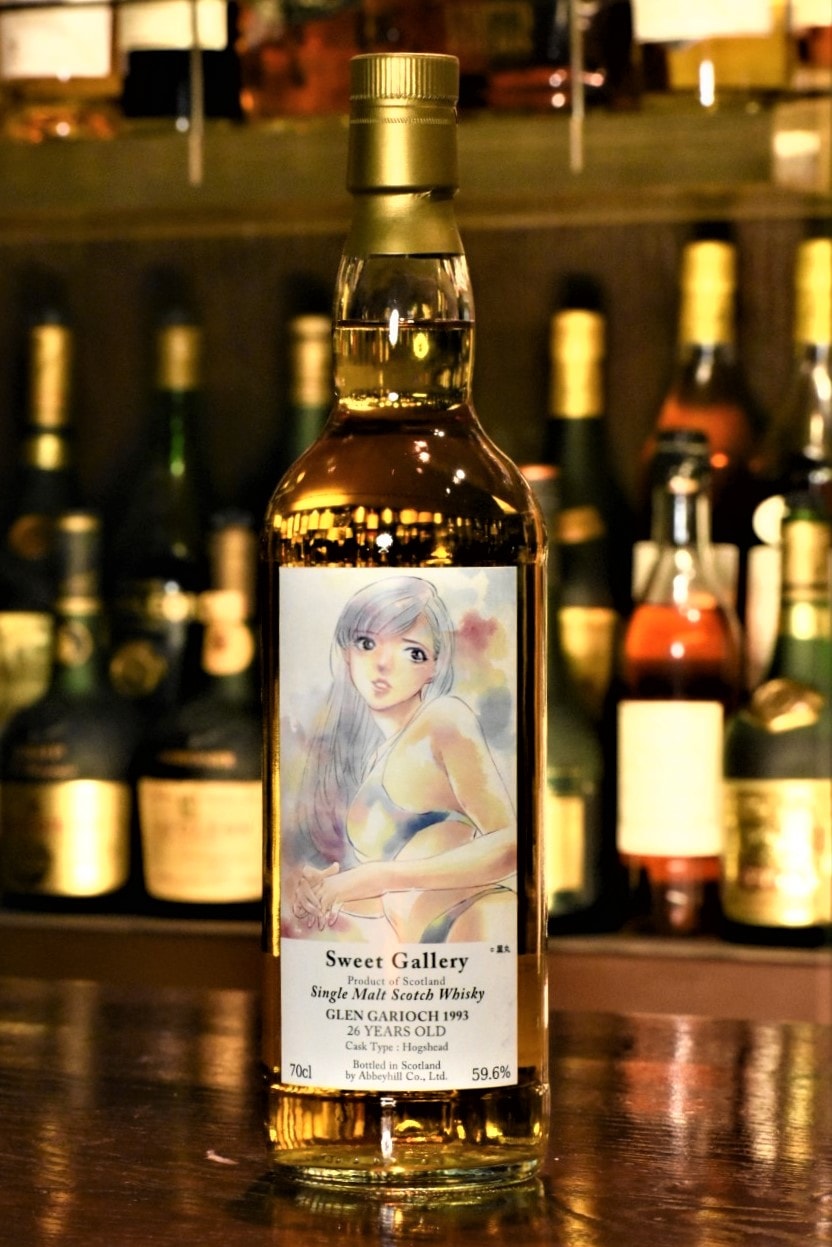 Sweet Gallery
Product of Scotland
Single Malt Scotch Whisky
GLEN GARIOCH 1993
26 YEARS OLD
Cask Type : Hogshead
Bottled in Scotland
by Abbeyhill Co., Ltd.
70cl
59.6%